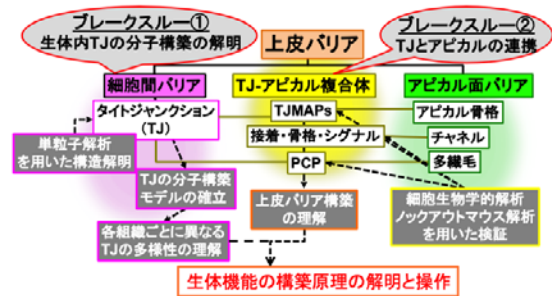 ブレークスルー①
生体内TJの分子構築の解明
ブレークスルー②
TJとアピカルの連携
上皮バリア
細胞間バリア
TJ-アピカル複合体
アピカル面バリア
タイトジャンクション
(TJ)
TJMAPs
アピカル骨格
接着・骨格・シグナル
チャネル
PCP
多繊毛
単粒子解析
を用いた構造解明
TJの分子構築
モデルの確立
上皮バリア構築
の理解
細胞生物学的解析
ノックアウトマウス解析
を用いた検証
各組織ごとに異なる
TJの多様性の理解
生体機能の構築原理の解明と操作